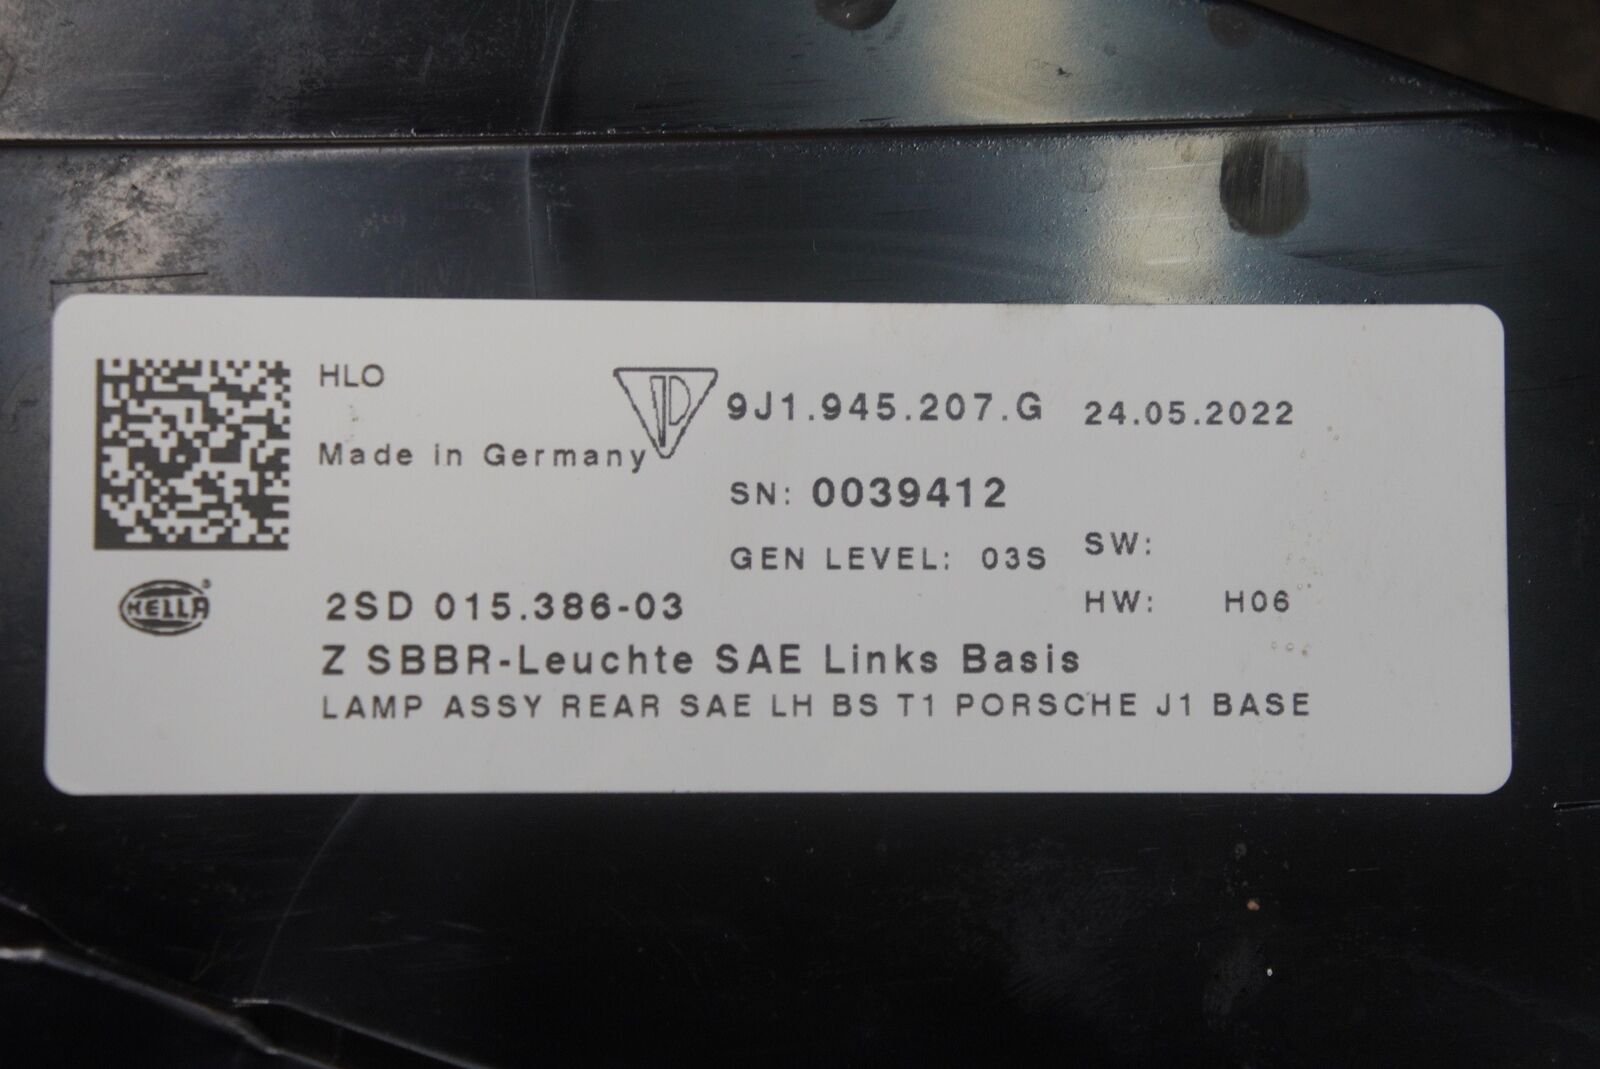 HLO
Made in Germany
9J1.945.207.G 24.05.2022
SN: 0039412
GEN LEVEL: 03S
SW:
HW: H06
HELLA
2SD 015.386-03
Z SBBR-Leuchte SAE Links Basis
LAMP ASSY REAR SAE LH BS T1 PORSCHE J1 BASE